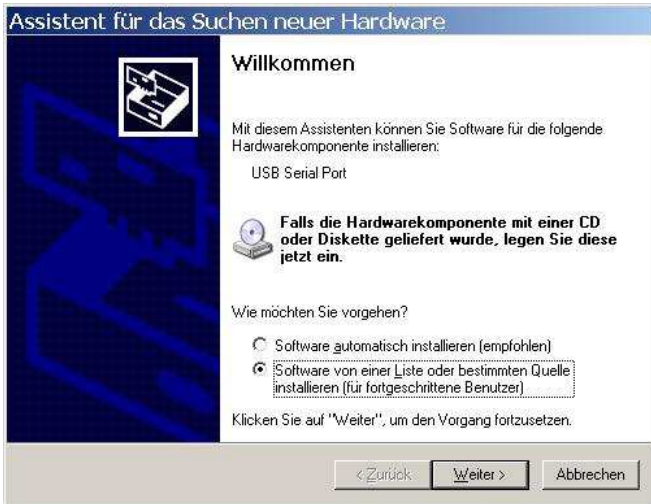 Assistent für das Suchen neuer Hardware
Willkommen
Mit diesem Assistenten können Sie Software für die folgende
Hardwarekomponente installieren:
USB Serial Port
Falls die Hardwarekomponente mit einer CD
oder Diskette geliefert wurde, legen Sie diese
jetzt ein.
Wie möchten Sie vorgehen?
Software automatisch installieren (empfohlen)
Software von einer Liste oder bestimmten Quelle
installieren (für fortgeschrittene Benutzer)
Klicken Sie auf "Weiter", um den Vorgang fortzusetzen.
< Zurück Weiter > Abbrechen